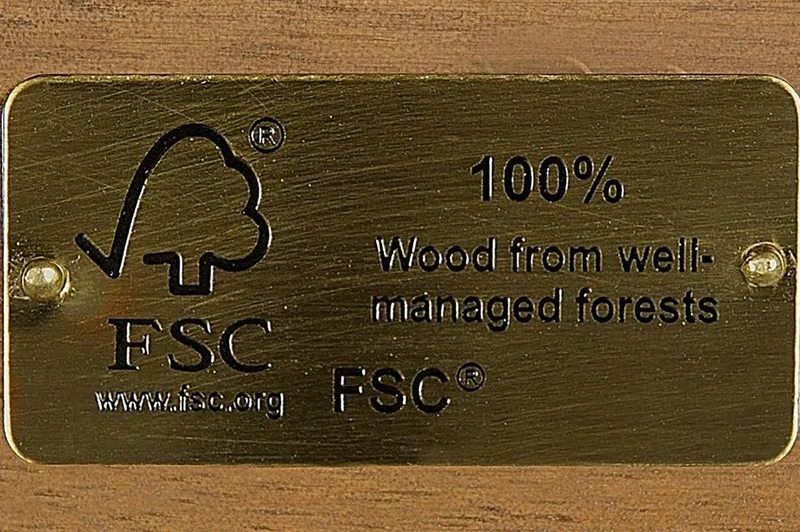 ®
FSC
www.fsc.org
100%
Wood from well-
managed forests
FSC®